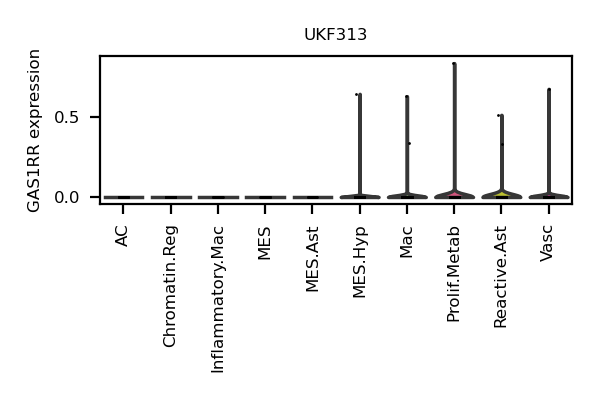 UKF313
GAS1RR expression
0.5
0.0
AC
Chromatin.Reg
Inflammatory.Mac
MES
MES.Ast
MES.Hyp
Mac
Prolif.Metab
Reactive.Ast
Vasc